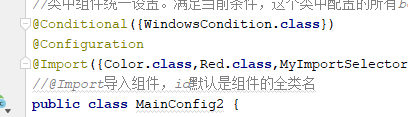 //类中组件统一设置。满足当前条件，这个类中配置的所有b
@Conditional({WindowsCondition.class})
@Configuration
@Import({Color.class,Red.class,MyImportSelector
//@Import导入组件，id默认是组件的全类名
public class MainConfig2 {